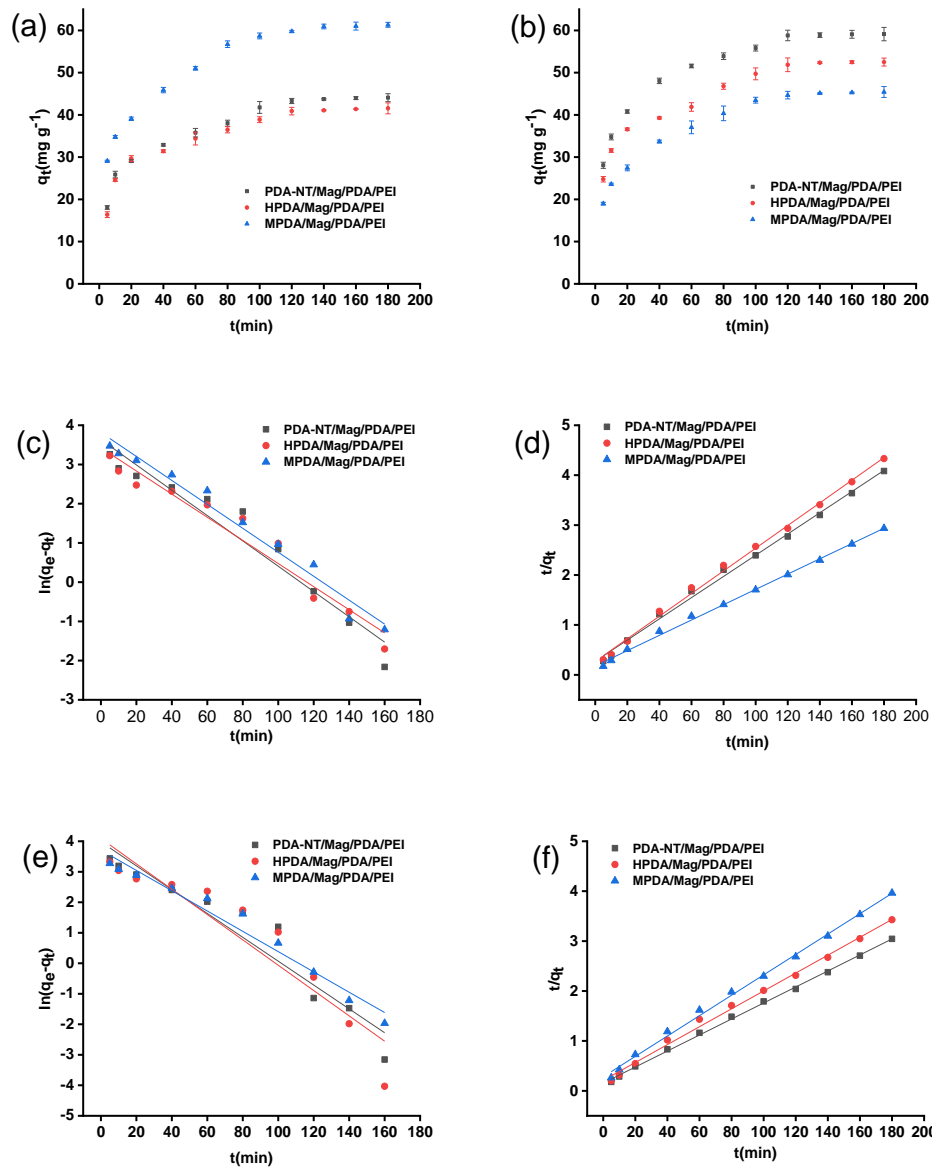 (a)
60
50
40
30
20
10
0
qt(mg g-1)
PDA-NT/Mag/PDA/PEI
HPDA/Mag/PDA/PEI
MPDA/Mag/PDA/PEI
0 20 40 60 80 100 120 140 160 180 200
t(min)
(b)
60
50
40
30
20
10
0
qt(mg g-1)
PDA-NT/Mag/PDA/PEI
HPDA/Mag/PDA/PEI
MPDA/Mag/PDA/PEI
0 20 40 60 80 100 120 140 160 180 200
t(min)
(c)
4
3
2
1
0
-1
-2
-3
ln(qe-qt)
PDA-NT/Mag/PDA/PEI
HPDA/Mag/PDA/PEI
MPDA/Mag/PDA/PEI
0 20 40 60 80 100 120 140 160 180
t(min)
(d)
5
4
3
2
1
0
t/qt
PDA-NT/Mag/PDA/PEI
HPDA/Mag/PDA/PEI
MPDA/Mag/PDA/PEI
0 20 40 60 80 100 120 140 160 180 200
t(min)
(e)
4
3
2
1
0
-1
-2
-3
-4
-5
ln(qe-qt)
PDA-NT/Mag/PDA/PEI
HPDA/Mag/PDA/PEI
MPDA/Mag/PDA/PEI
0 20 40 60 80 100 120 140 160 180
t(min)
(f)
5
4
3
2
1
0
t/qt
PDA-NT/Mag/PDA/PEI
HPDA/Mag/PDA/PEI
MPDA/Mag/PDA/PEI
0 20 40 60 80 100 120 140 160 180 200
t(min)